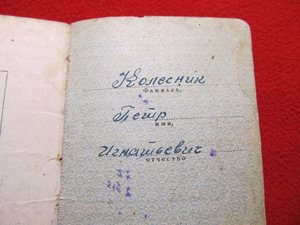 Колесник
Фамилия,
Петр
имя,
Игнатьевич
отчество